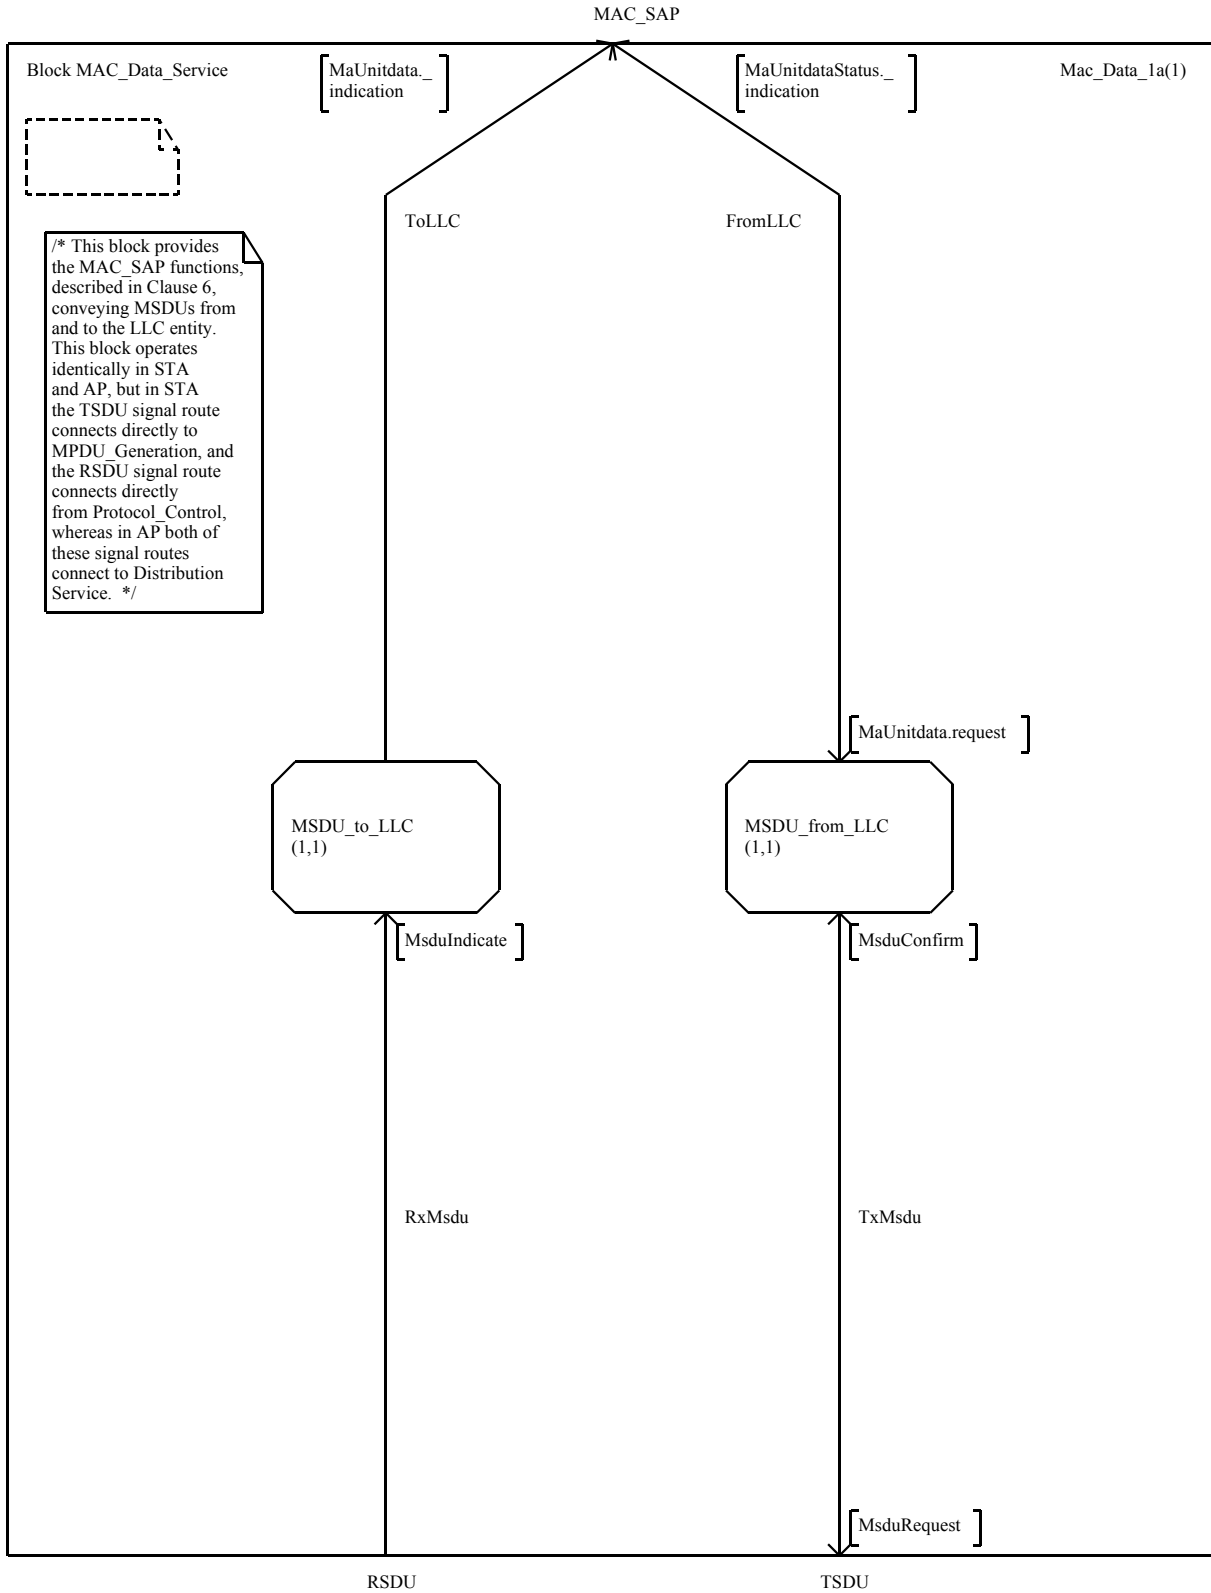 MAC_SAP
Block MAC_Data_Service
MaUnitdata._
indication
MaUnitdataStatus._
indication
Mac_Data_1a(1)
ToLLC
FromLLC
/* This block provides
the MAC_SAP functions,
described in Clause 6,
conveying MSDUs from
and to the LLC entity.
This block operates
identically in STA
and AP, but in STA
the TSDU signal route
connects directly to
MPDU_Generation, and
the RSDU signal route
connects directly
from Protocol_Control,
whereas in AP both of
these signal routes
connect to Distribution
Service.  */
MaUnitdata.request
MSDU_to_LLC
(1,1)
MSDU_from_LLC
(1,1)
MsduIndicate
MsduConfirm
RxMsdu
TxMsdu
MsduRequest
RSDU
TSDU